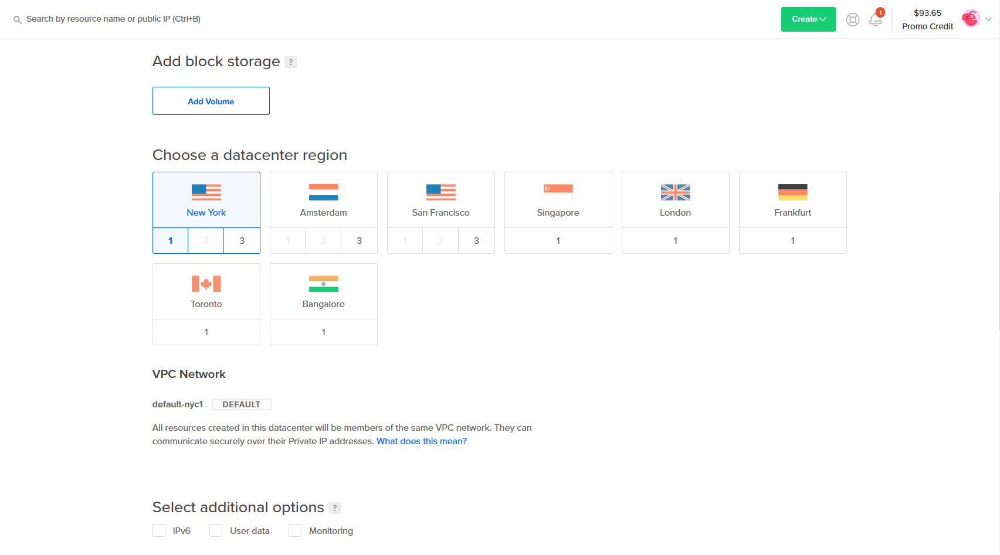 Search by resource name or public IP (Ctrl+B)
Create
1
$93.65
Promo Credit
Add block storage ?
Add Volume
Choose a datacenter region
New York
1 2 3
Amsterdam
1 2 3
San Francisco
1 2 3
Singapore
1
London
1
Frankfurt
1
Toronto
1
Bangalore
1
VPC Network
default-nyc1 DEFAULT
All resources created in this datacenter will be members of the same VPC network. They can
communicate securely over their Private IP addresses. What does this mean?
Select additional options ?
IPv6 User data Monitoring